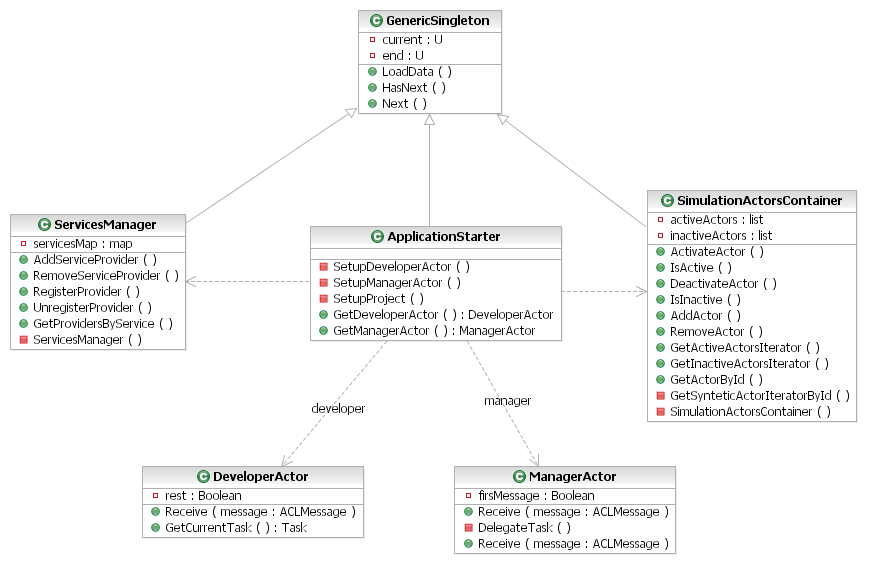 GenericSingleton
current : U
end : U
LoadData ( )
HasNext ( )
Next ( )
ServicesManager
servicesMap : map
AddServiceProvider ( )
RemoveServiceProvider ( )
RegisterProvider ( )
UnregisterProvider ( )
GetProvidersByService ( )
ServicesManager ( )
ApplicationStarter
SetupDeveloperActor ( )
SetupManagerActor ( )
SetupProject ( )
GetDeveloperActor ( ) : DeveloperActor
GetManagerActor ( ) : ManagerActor
SimulationActorsContainer
activeActors : list
inactiveActors : list
ActivateActor ( )
IsActive ( )
DeactivateActor ( )
IsInactive ( )
AddActor ( )
RemoveActor ( )
GetActiveActorsIterator ( )
GetInactiveActorsIterator ( )
GetActorById ( )
GetSynteticActorIteratorById ( )
SimulationActorsContainer ( )
developer
manager
DeveloperActor
rest : Boolean
Receive ( message : ACLMessage )
GetCurrentTask ( ) : Task
ManagerActor
firsMessage : Boolean
Receive ( message : ACLMessage )
DelegateTask ( )
Receive ( message : ACLMessage )